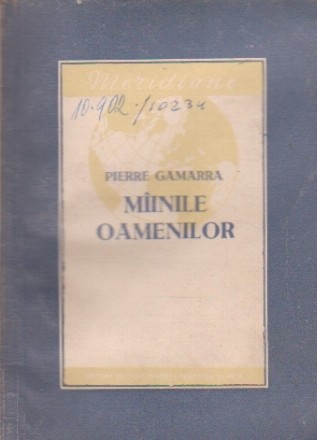 Meridiane
10.902./10234
PIERRE GAMARRA
MÎINILE
OAMENILOR